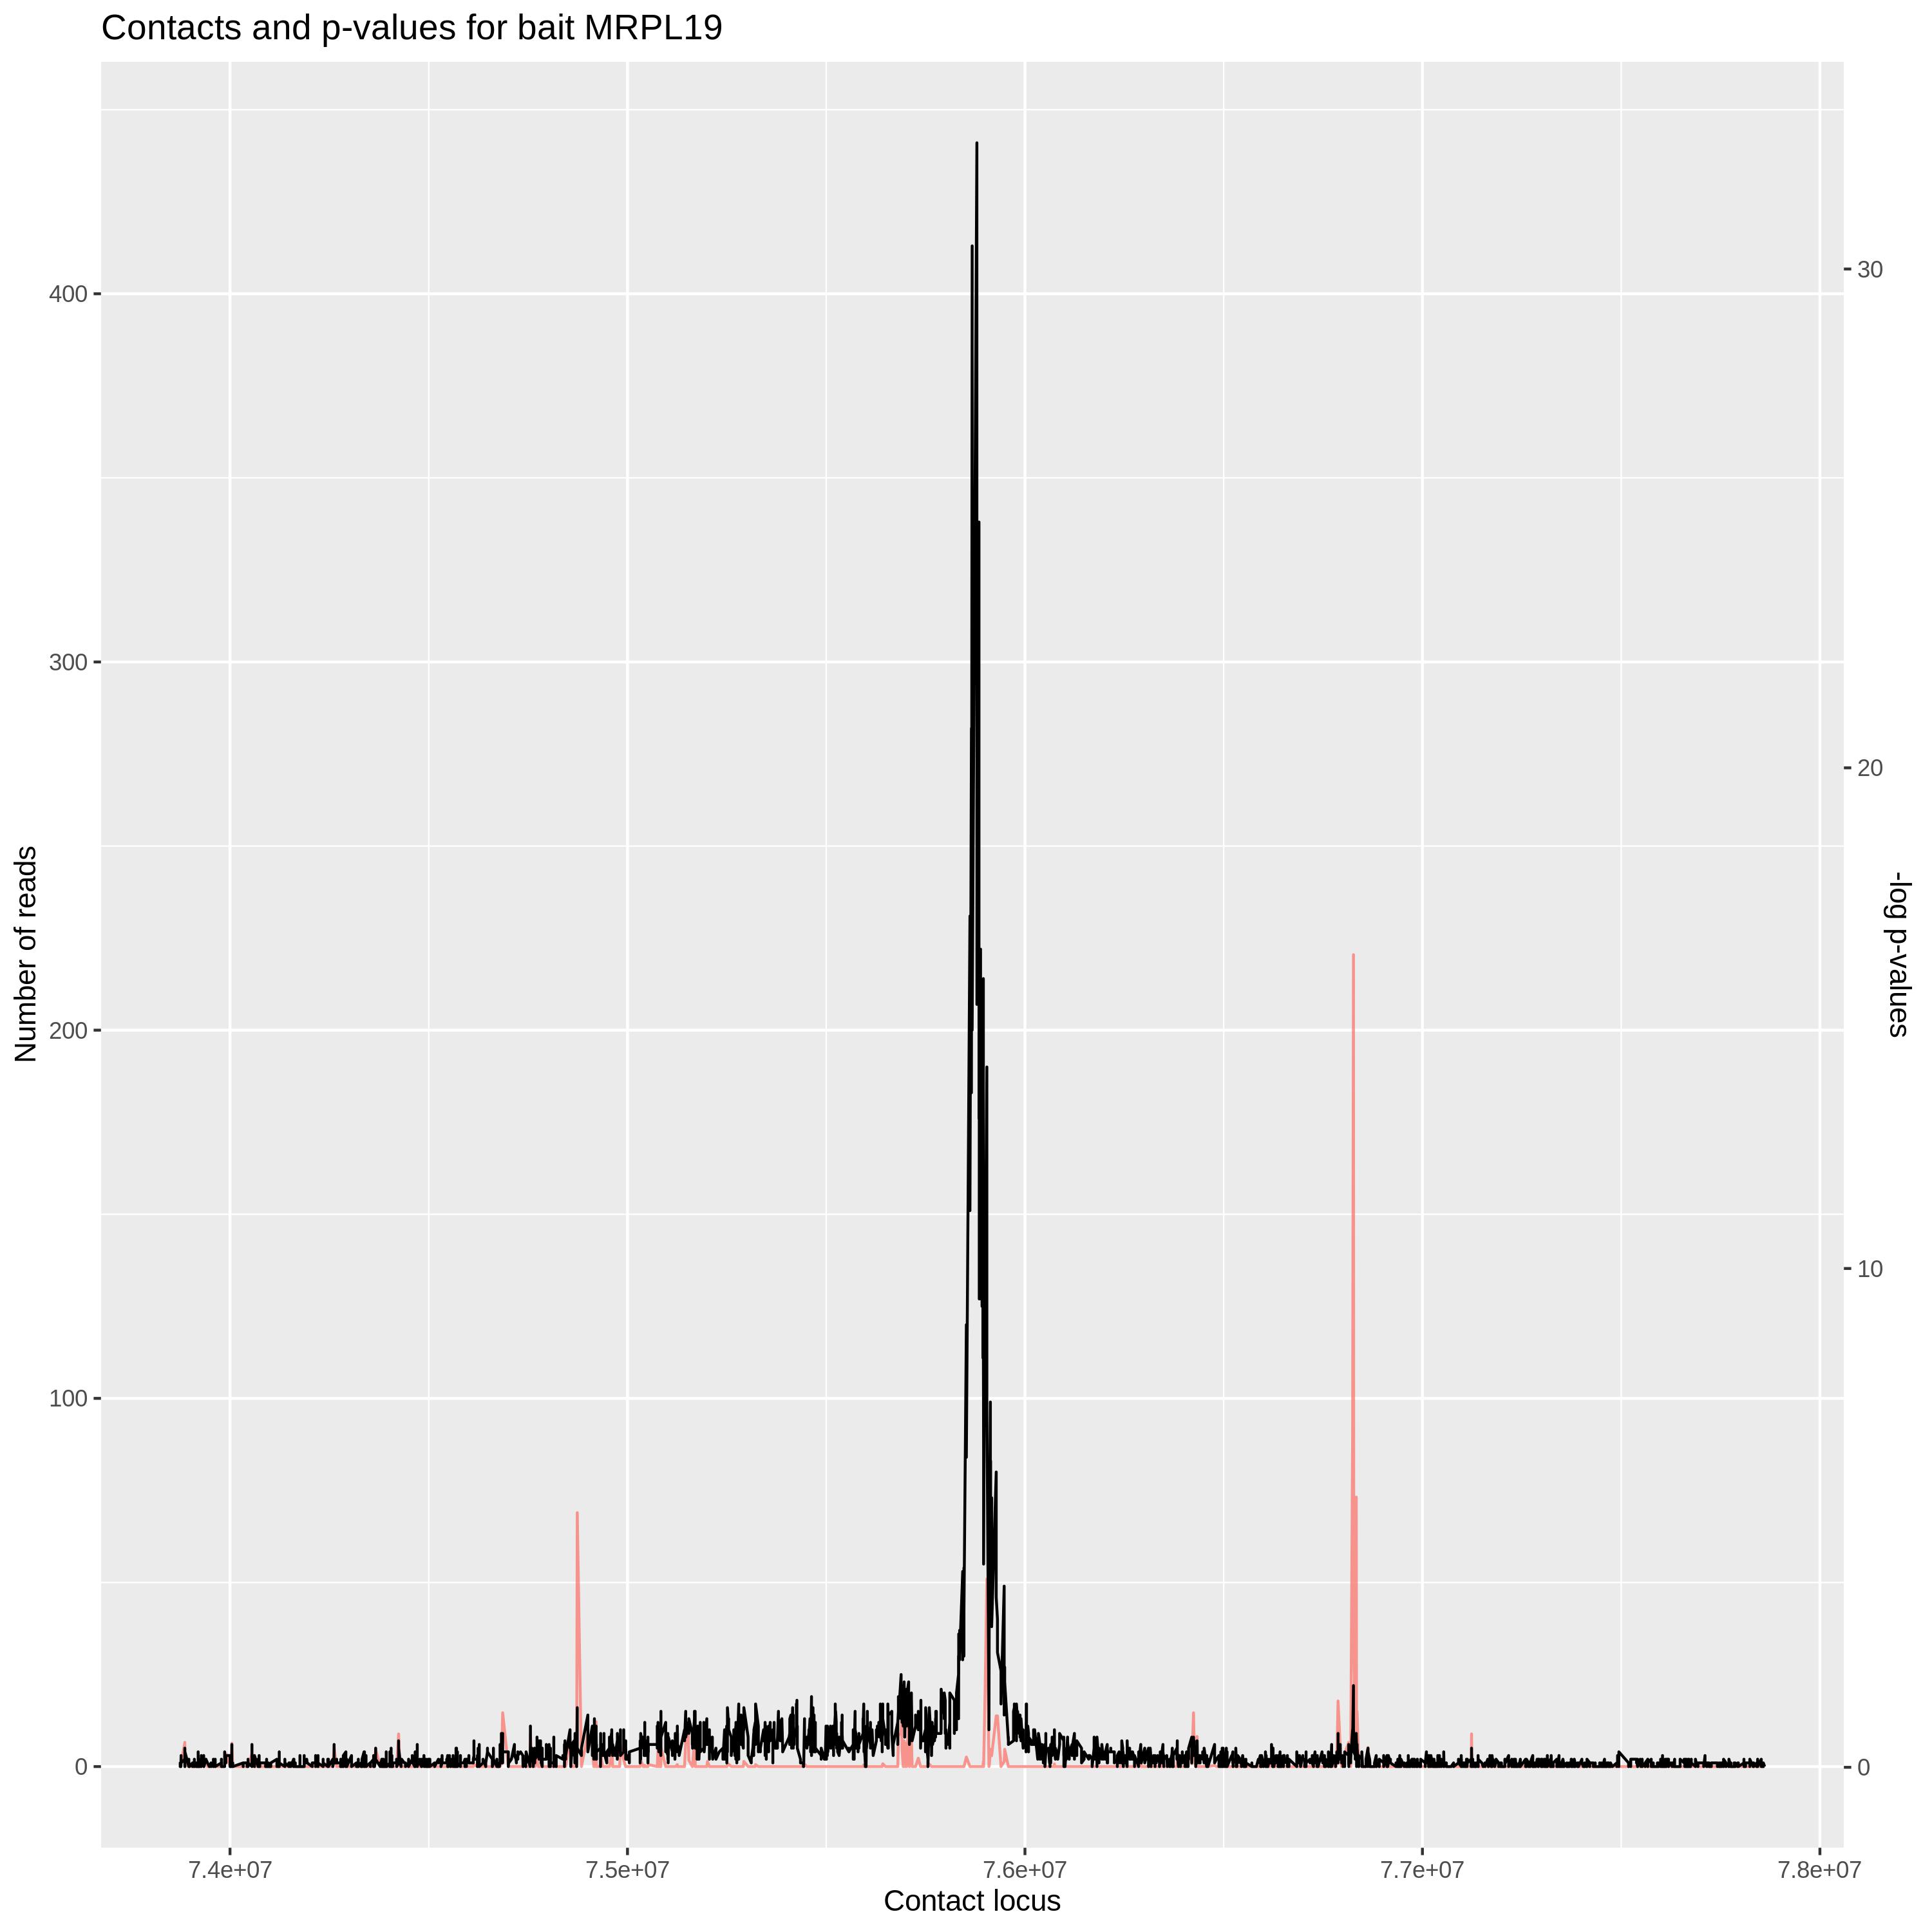 Contacts and p-values for bait MRPL19
Number of reads
400
300
200
100
0
30
20
10
0
-log p-values
7.4e+07
7.5e+07
7.6e+07
7.7e+07
7.8e+07
Contact locus